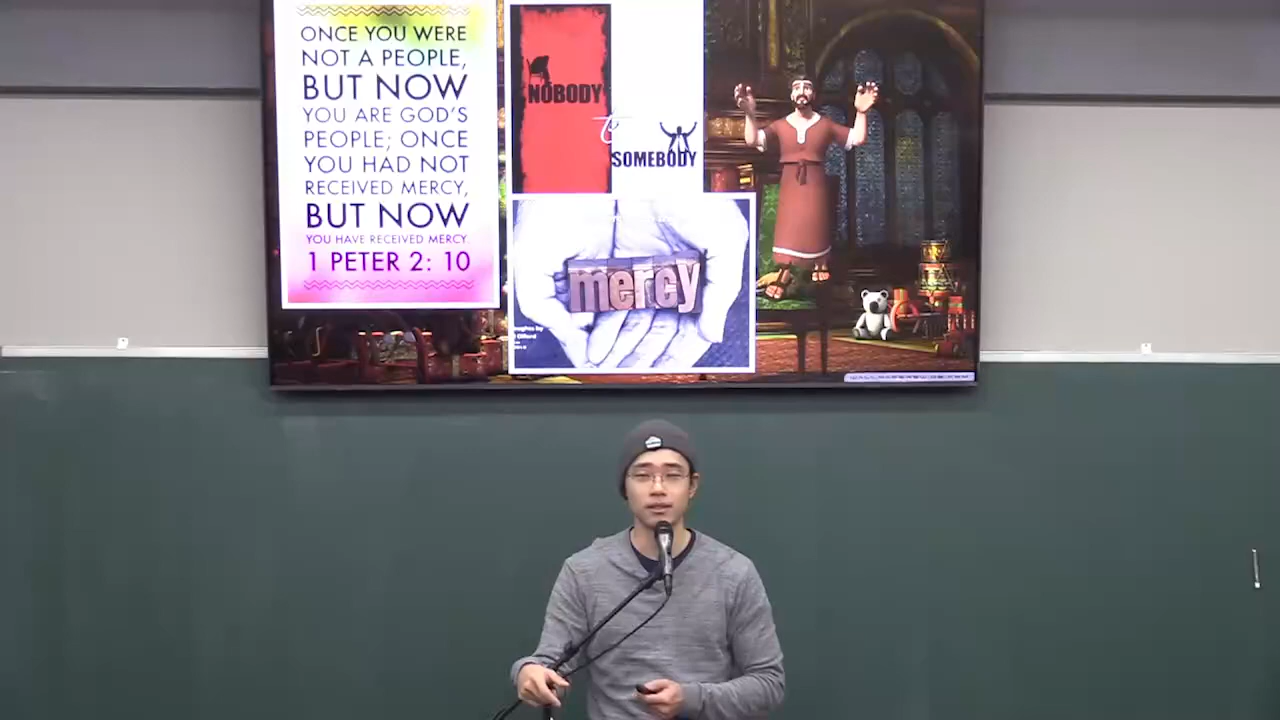 ONCE YOU WERE
NOT A PEOPLE,
BUT NOW
YOU ARE GOD'S
PEOPLE; ONCE
YOU HAD NOT
RECEIVED MERCY,
BUT NOW
YOU HAVE RECEIVED MERCY.
1 PETER 2: 10
NOBODY
to
SOMEBODY
mercy